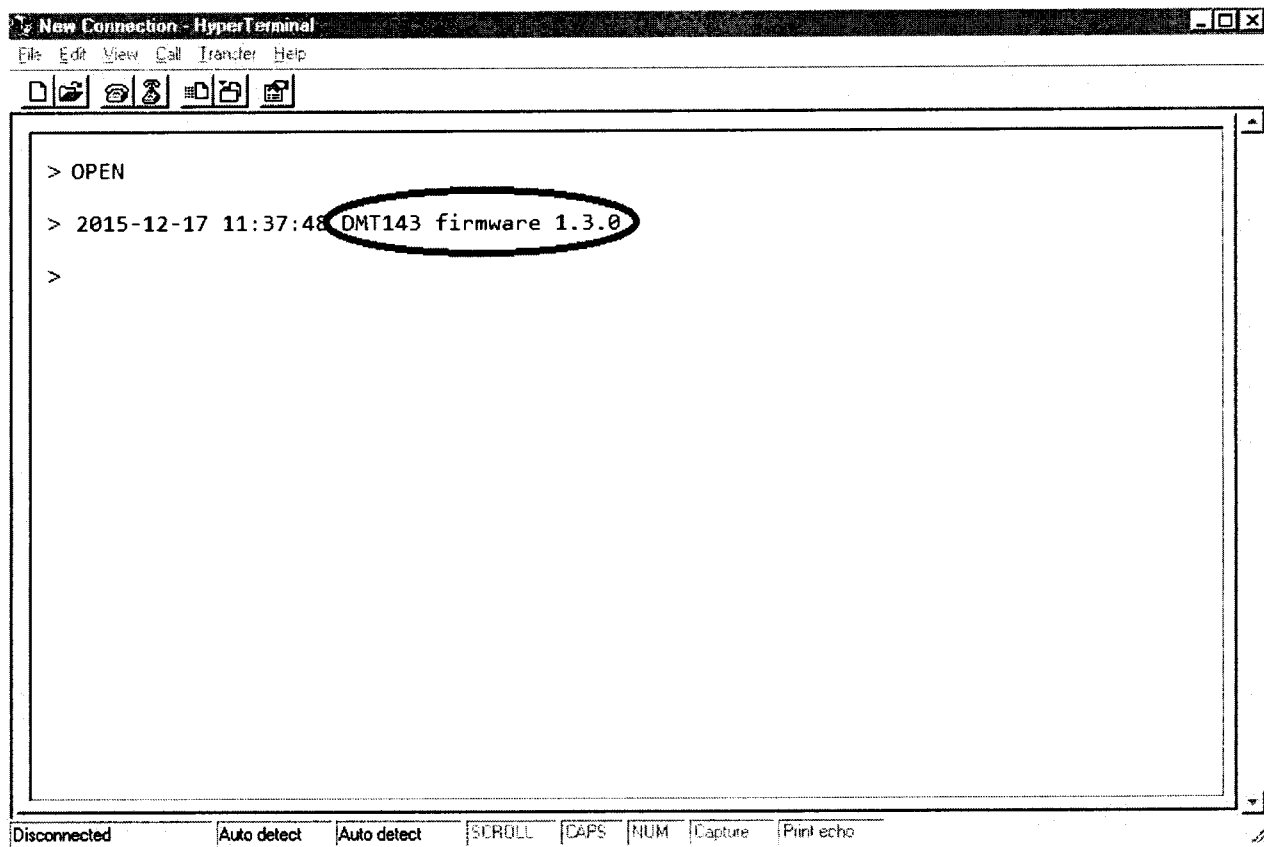 New Connection - HyperTerminal
File Edit View Call Transfer Help
> OPEN
> 2015-12-17 11:37:48 DMT143 firmware 1.3.0
>
Disconnected Auto detect Auto detect SCROLL CAPS NUM Capture Print echo